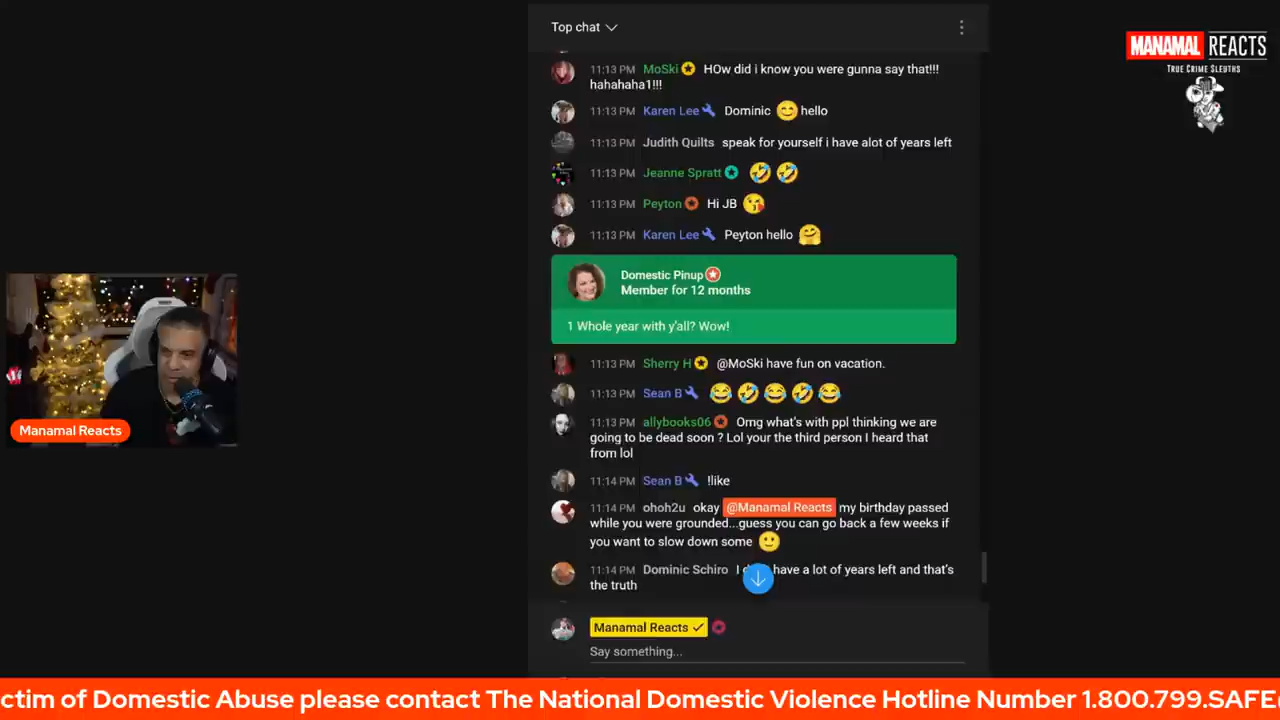 Top chat
MANAMAL REACTS
TRUE CRIME SLEUTHS
11:13 PM MoSki HOw did i know you were gunna say that!!!
hahahaha1!!!
11:13 PM Karen Lee Dominic 😊 hello
11:13 PM Judith Quilts speak for yourself i have alot of years left
11:13 PM Jeanne Spratt 🤣🤣
11:13 PM Peyton Hi JB 😘
11:13 PM Karen Lee Peyton hello 🤗
Domestic Pinup
Member for 12 months
1 Whole year with y'all? Wow!
11:13 PM Sherry H @MoSki have fun on vacation.
11:13 PM Sean B 😂🤣😂🤣😂
11:13 PM allybooks06 Omg what's with ppl thinking we are
going to be dead soon ? Lol your the third person I heard that
from lol
11:14 PM Sean B !like
11:14 PM ohoh2u okay @Manamal Reacts my birthday passed
while you were grounded...guess you can go back a few weeks if
you want to slow down some 🙂
11:14 PM Dominic Schiro I have a lot of years left and that's
the truth
Manamal Reacts
Say something...
Manamal Reacts
ctim of Domestic Abuse please contact The National Domestic Violence Hotline Number 1.800.799.SAFE